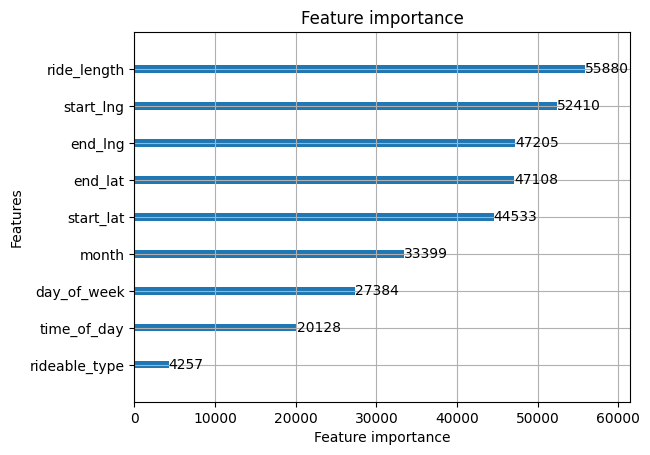 Feature importance
ride_length 55880
start_lng 52410
end_lng 47205
end_lat 47108
start_lat 44533
month 33399
day_of_week 27384
time_of_day 20128
rideable_type 4257
Features
0 10000 20000 30000 40000 50000 60000
Feature importance